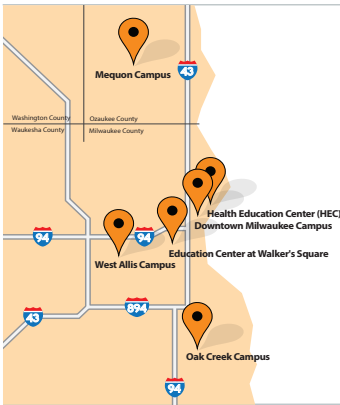 Mequon Campus
43
Washington County
Ozaukee County
Waukesha County
Milwaukee County
Health Education Center (HEC)
Downtown Milwaukee Campus
94
94
Education Center at Walker's Square
West Allis Campus
894
43
Oak Creek Campus
94